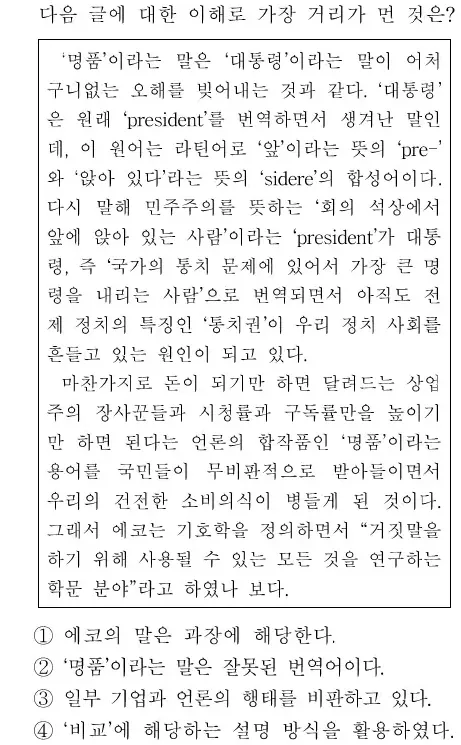 다음 글에 대한 이해로 가장 거리가 먼 것은?
'명품'이라는 말은 '대통령'이라는 말이 어처
구니없는 오해를 빚어내는 것과 같다. '대통령'
은 원래 'president'를 번역하면서 생겨난 말인
데, 이 원어는 라틴어로 '앞'이라는 뜻의 'pre-'
와 '앉아 있다'라는 뜻의 'sidere'의 합성어이다.
다시 말해 민주주의를 뜻하는 '회의 석상에서
앞에 앉아 있는 사람'이라는 'president'가 대통
령, 즉 '국가의 통치 문제에 있어서 가장 큰 명
령을 내리는 사람'으로 번역되면서 아직도 전
제 정치의 특징인 '통치권'이 우리 정치 사회를
흔들고 있는 원인이 되고 있다.
마찬가지로 돈이 되기만 하면 달려드는 상업
주의 장사꾼들과 시청률과 구독률만을 높이기
만 하면 된다는 언론의 합작품인 '명품'이라는
용어를 국민들이 무비판적으로 받아들이면서
우리의 건전한 소비의식이 병들게 된 것이다.
그래서 에코는 기호학을 정의하면서 "거짓말을
하기 위해 사용될 수 있는 모든 것을 연구하는
학문 분야"라고 하였나 보다.
① 에코의 말은 과장에 해당한다.
② '명품'이라는 말은 잘못된 번역어이다.
③ 일부 기업과 언론의 행태를 비판하고 있다.
④ '비교'에 해당하는 설명 방식을 활용하였다.